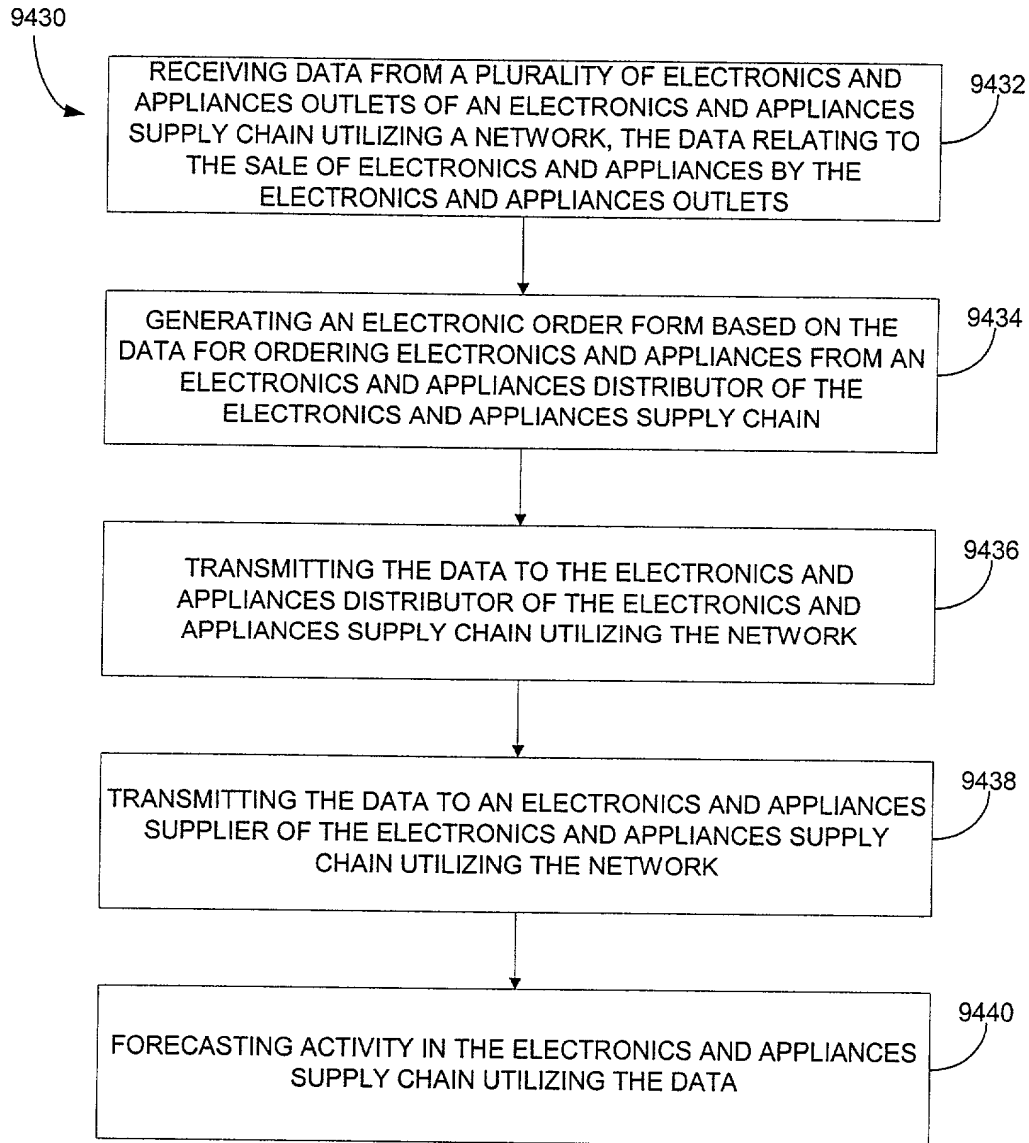 9430
RECEIVING DATA FROM A PLURALITY OF ELECTRONICS AND
APPLIANCES OUTLETS OF AN ELECTRONICS AND APPLIANCES
SUPPLY CHAIN UTILIZING A NETWORK, THE DATA RELATING TO
THE SALE OF ELECTRONICS AND APPLIANCES BY THE
ELECTRONICS AND APPLIANCES OUTLETS
9432
GENERATING AN ELECTRONIC ORDER FORM BASED ON THE
DATA FOR ORDERING ELECTRONICS AND APPLIANCES FROM AN
ELECTRONICS AND APPLIANCES DISTRIBUTOR OF THE
ELECTRONICS AND APPLIANCES SUPPLY CHAIN
9434
TRANSMITTING THE DATA TO THE ELECTRONICS AND
APPLIANCES DISTRIBUTOR OF THE ELECTRONICS AND
APPLIANCES SUPPLY CHAIN UTILIZING THE NETWORK
9436
TRANSMITTING THE DATA TO AN ELECTRONICS AND APPLIANCES
SUPPLIER OF THE ELECTRONICS AND APPLIANCES SUPPLY
CHAIN UTILIZING THE NETWORK
9438
FORECASTING ACTIVITY IN THE ELECTRONICS AND APPLIANCES
SUPPLY CHAIN UTILIZING THE DATA
9440